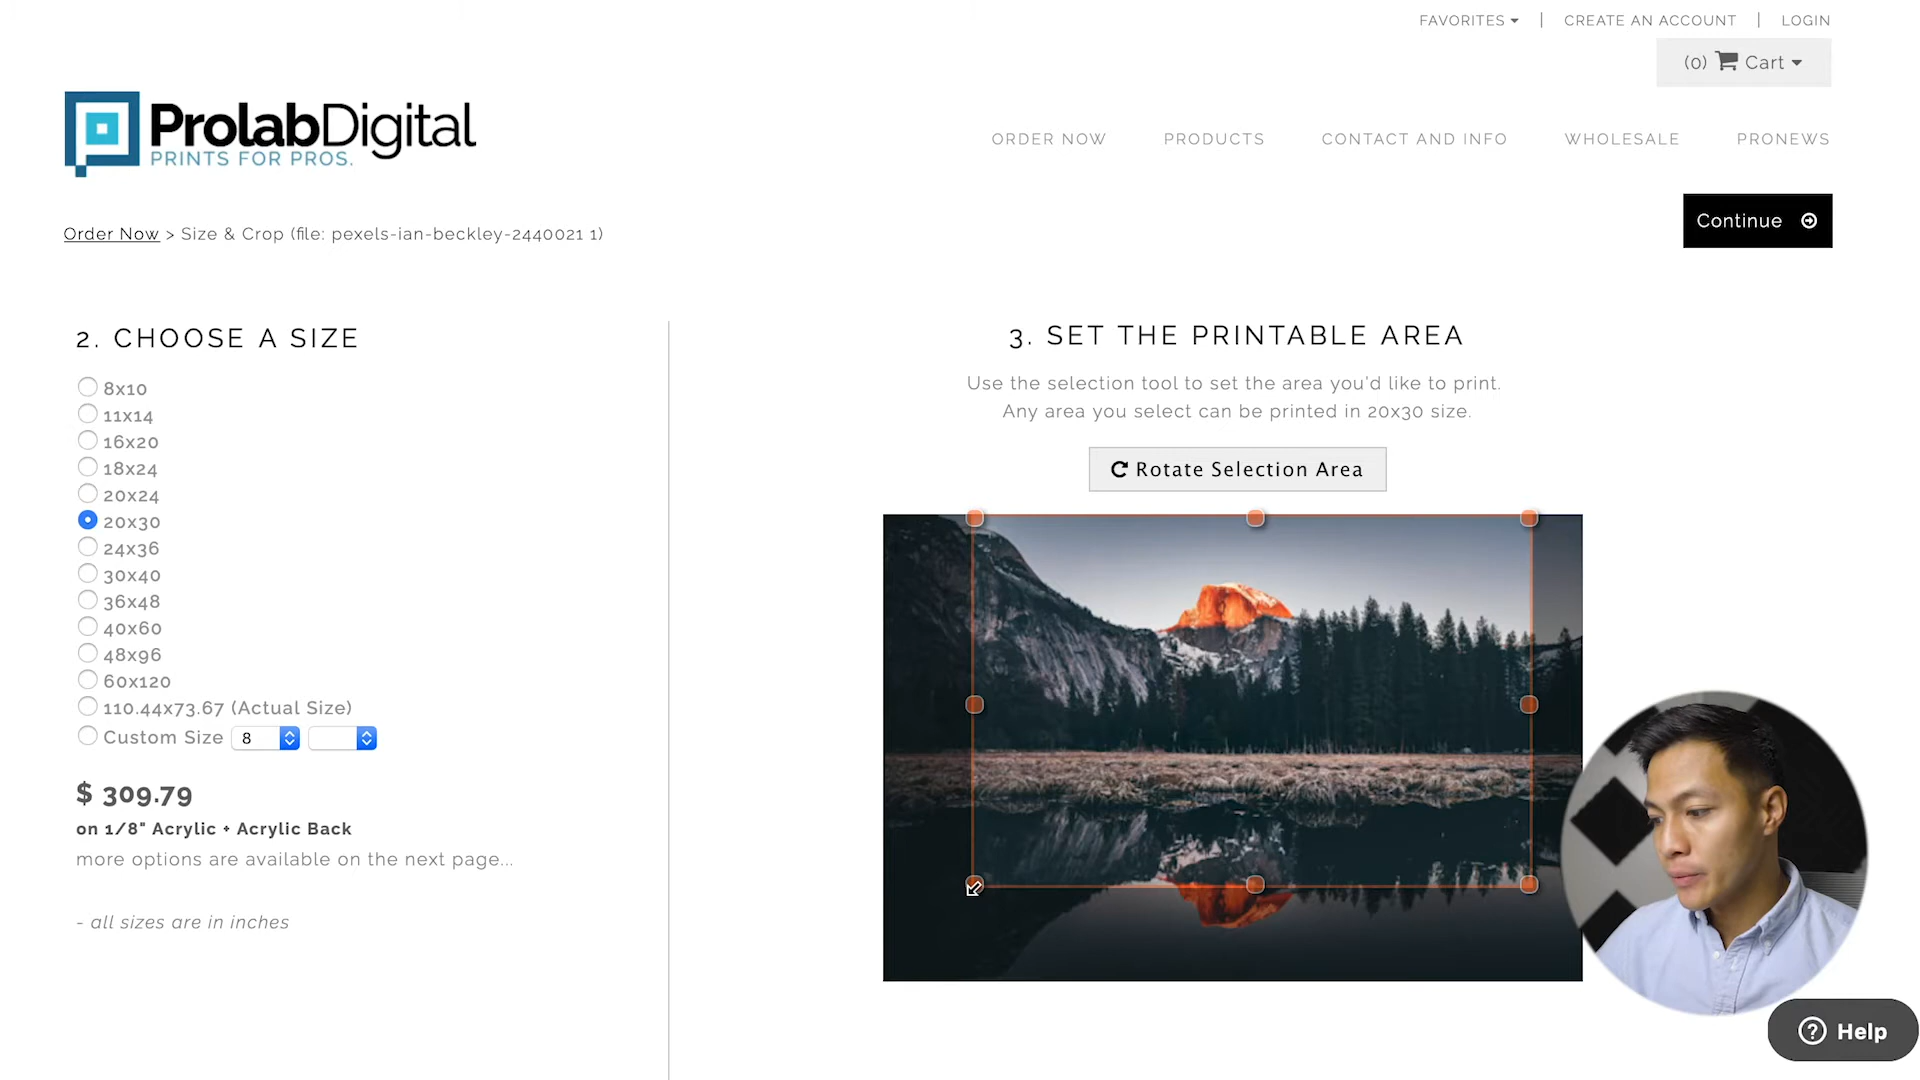 FAVORITES | CREATE AN ACCOUNT | LOGIN
(0) Cart
ProlabDigital
PRINTS FOR PROS.
ORDER NOW PRODUCTS CONTACT AND INFO WHOLESALE PRONEWS
Continue
Order Now > Size & Crop (file: pexels-ian-beckley-2440021 1)
2. CHOOSE A SIZE
8x10
11x14
16x20
18x24
20x24
20x30
24x36
30x40
36x48
40x60
48x96
60x120
110.44x73.67 (Actual Size)
Custom Size 8
$ 309.79
on 1/8" Acrylic + Acrylic Back
more options are available on the next page...
- all sizes are in inches
3. SET THE PRINTABLE AREA
Use the selection tool to set the area you'd like to print.
Any area you select can be printed in 20x30 size.
Rotate Selection Area
Help